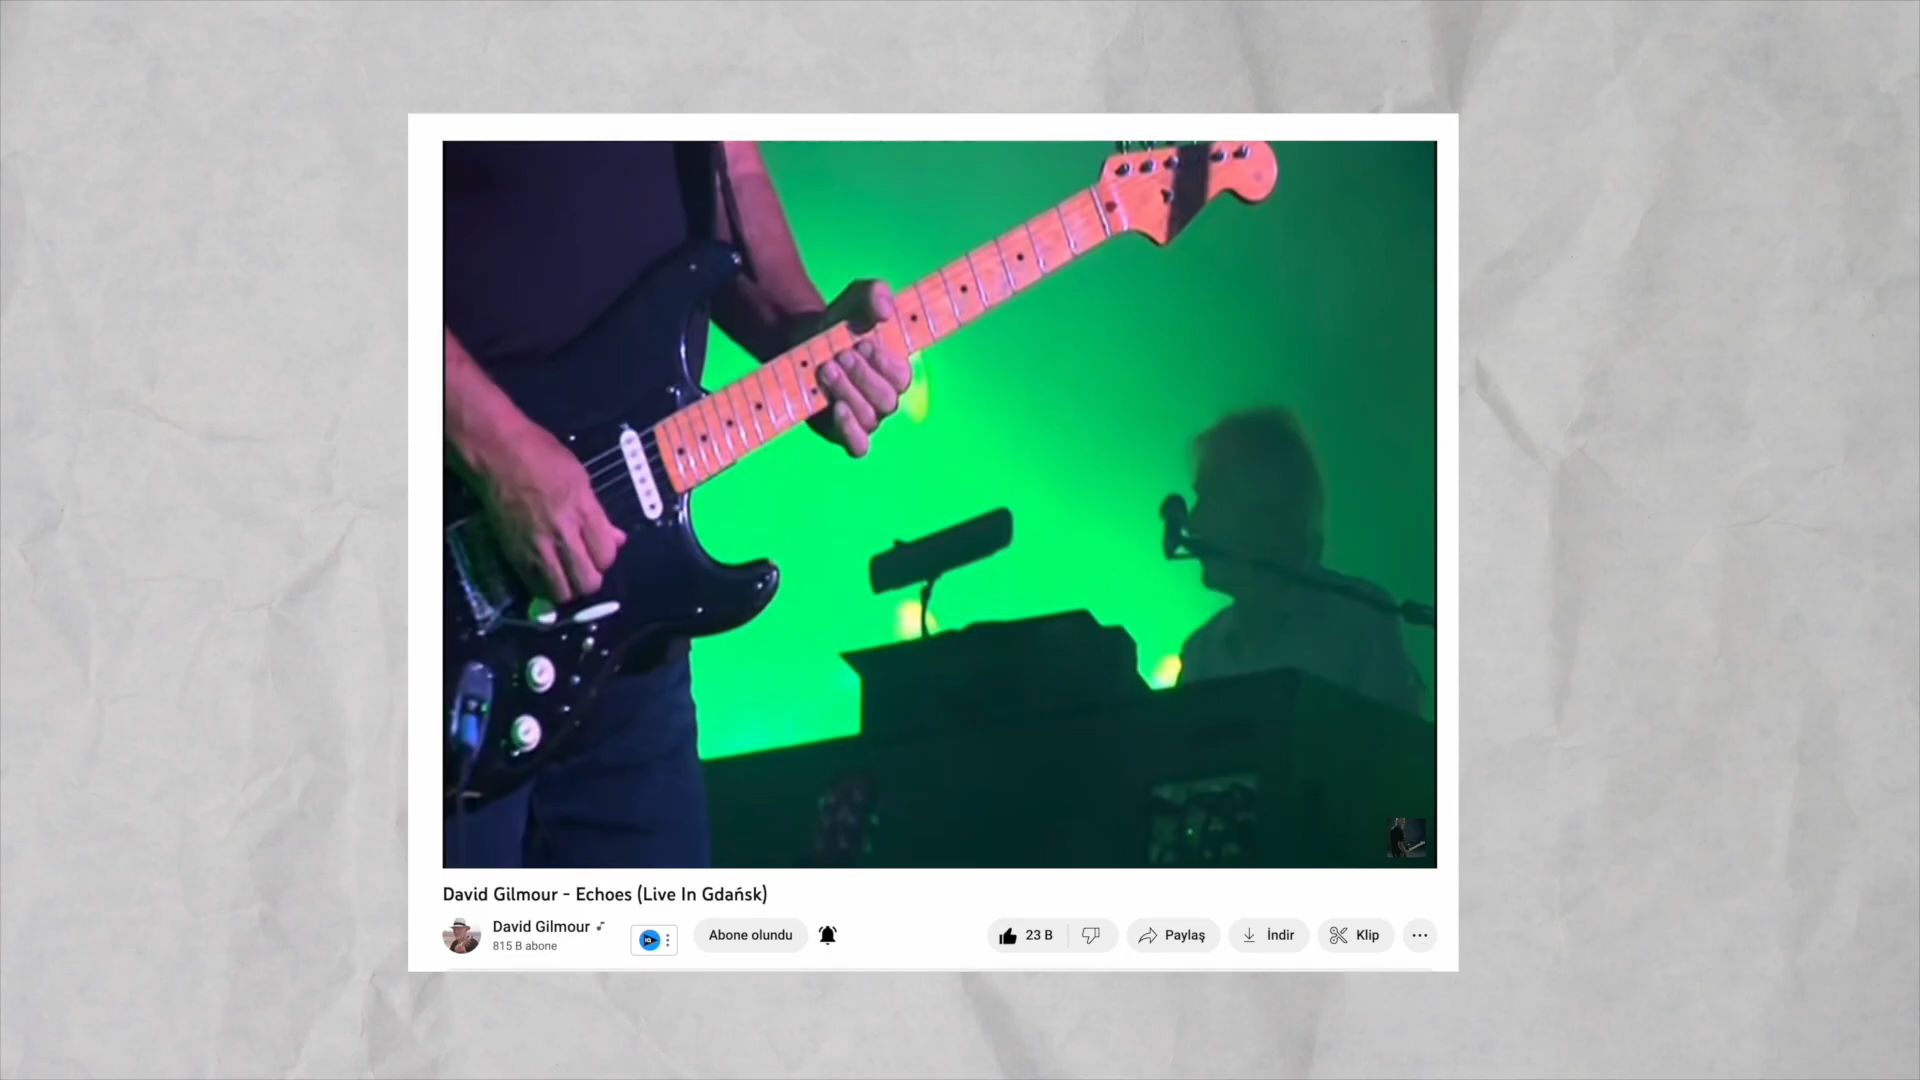 David Gilmour - Echoes (Live In Gdańsk)
David Gilmour
815 B abone
Abone olundu
23 B
Paylaş
İndir
Klip